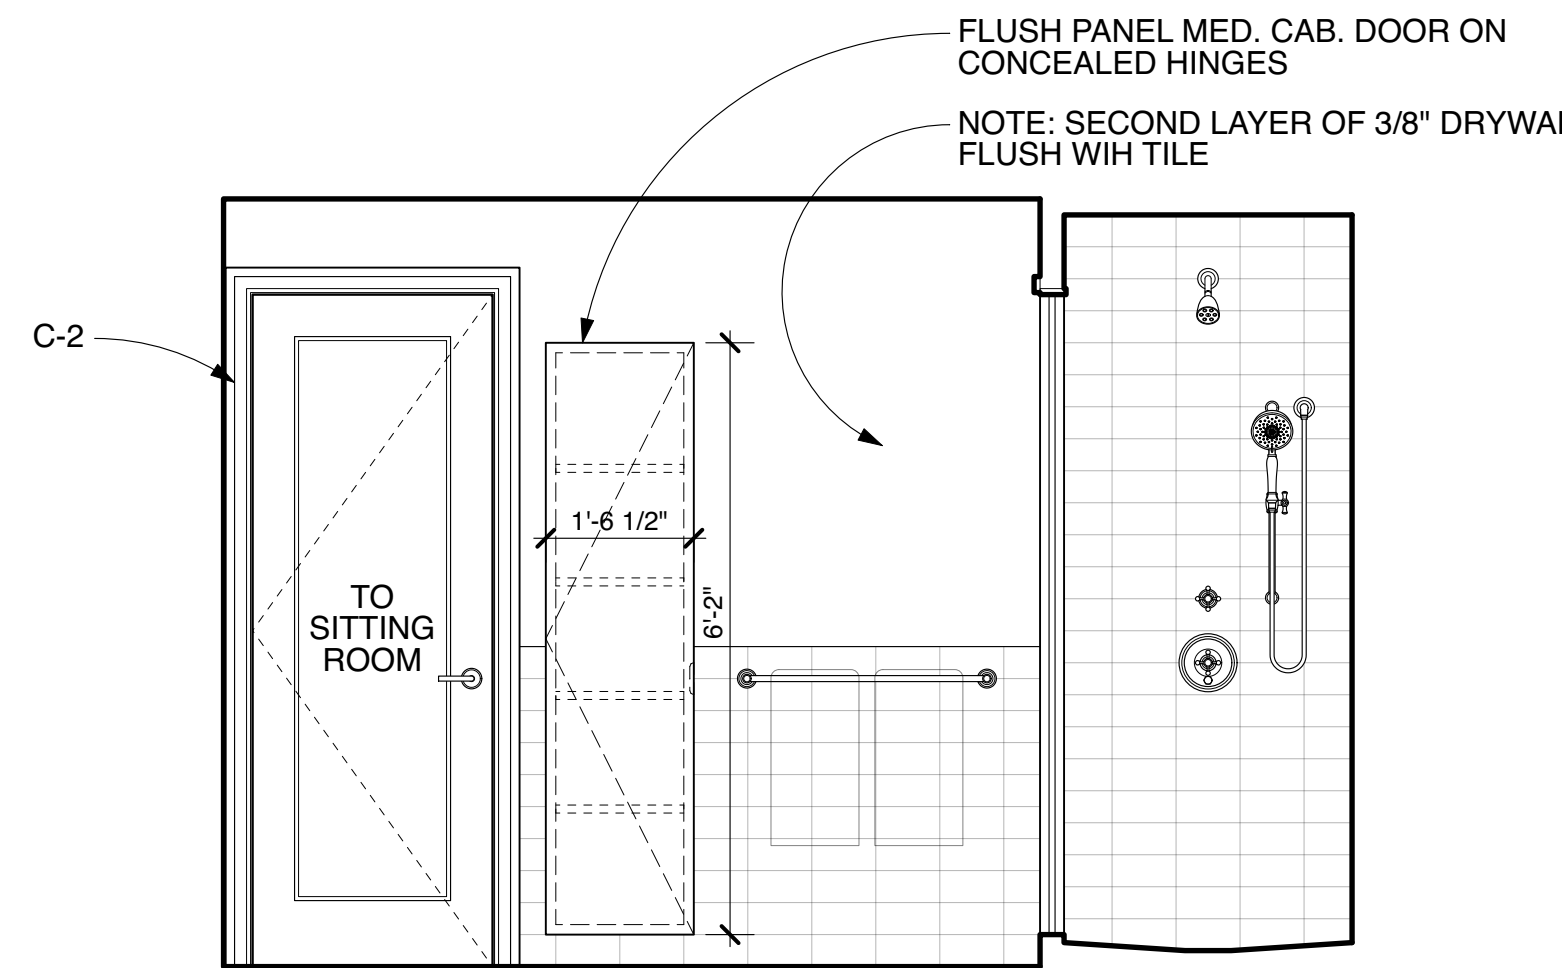 FLUSH PANEL MED. CAB. DOOR ON
CONCEALED HINGES
NOTE: SECOND LAYER OF 3/8"
FLUSH WIH TILE
C-2
1'-6 1/2"
6'-2"
TO
SITTING
ROOM